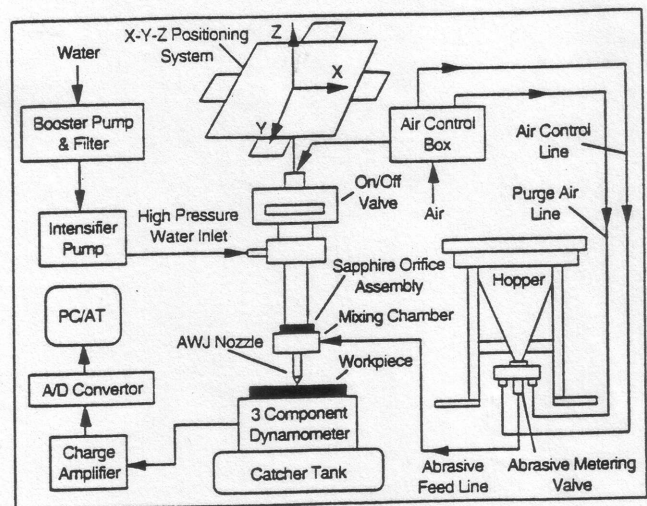 X-Y-Z Positioning
System
Z
X
Y
Water
Booster Pump
& Filter
Intensifier
Pump
High Pressure
Water Inlet
On/Off
Valve
Air Control
Box
Air
Air Control
Line
Purge Air
Line
Hopper
Sapphire Orifice
Assembly
Mixing Chamber
AWJ Nozzle
Workpiece
PC/AT
A/D Convertor
Charge
Amplifier
3 Component
Dynamometer
Catcher Tank
Abrasive
Feed Line
Abrasive Metering
Valve